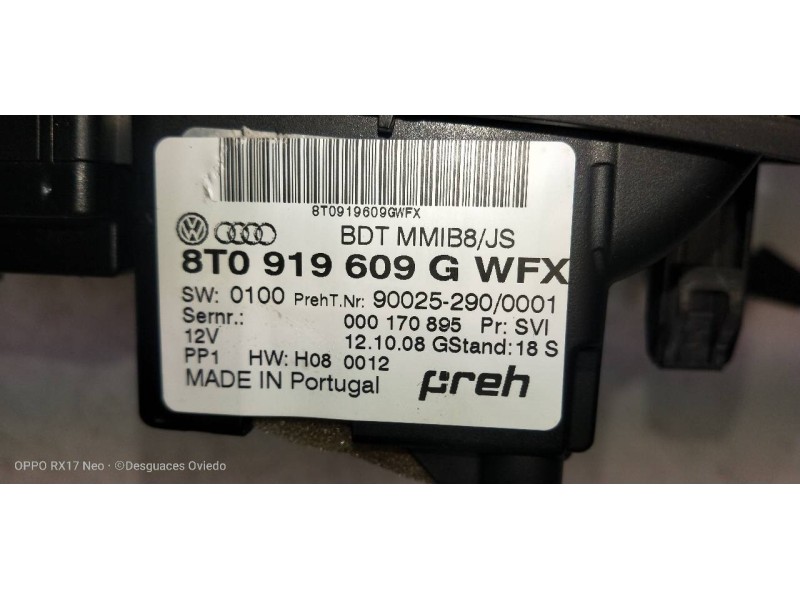 8T0919609GWFX
BDT MMIB8/JS
8T0 919 609 G WFX
SW: 0100 PrehT.Nr: 90025-290/0001
Sernr.: 000 170 895 Pr: SVI
12V 12.10.08 GStand: 18 S
PP1 HW: H08 0012
MADE IN Portugal preh
OPPO RX17 Neo · ©Desguaces Oviedo